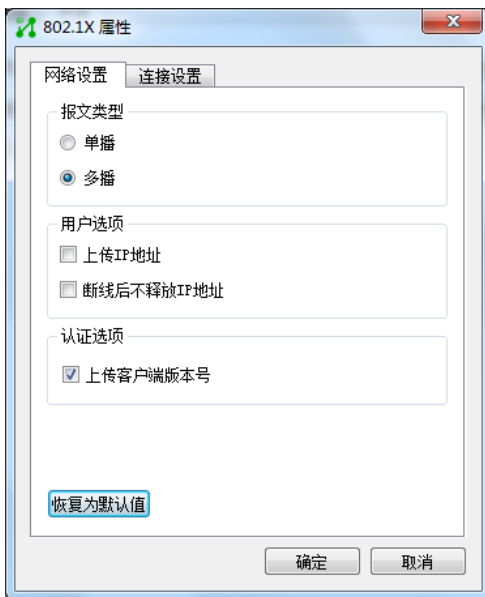 802.1X 属性
网络设置 连接设置
报文类型
单播
多播
用户选项
上传IP地址
断线后不释放IP地址
认证选项
上传客户端版本号
恢复为默认值
确定 取消